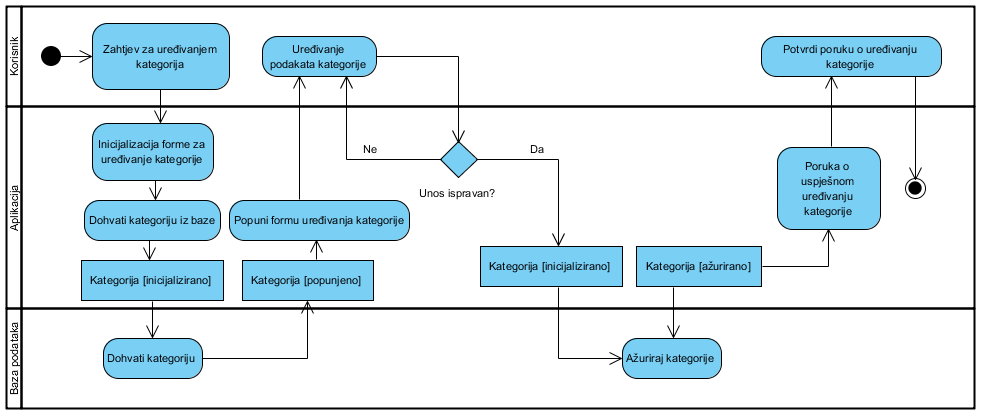 Korisnik
Zahtjev za uređivanjem
kategorija
Uređivanje
podakata kategorije
Potvrdi poruku o uređivanju
kategorije
Aplikacija
Inicijalizacija forme za
uređivanje kategorije
Dohvati kategoriju iz baze
Kategorija [inicijalizirano]
Popuni formu uređivanja kategorije
Kategorija [popunjeno]
Ne
Da
Unos ispravan?
Kategorija [inicijalizirano]
Kategorija [ažurirano]
Poruka o
uspješnom
uređivanju
kategorije
Baza podataka
Dohvati kategoriju
Ažuriraj kategorije